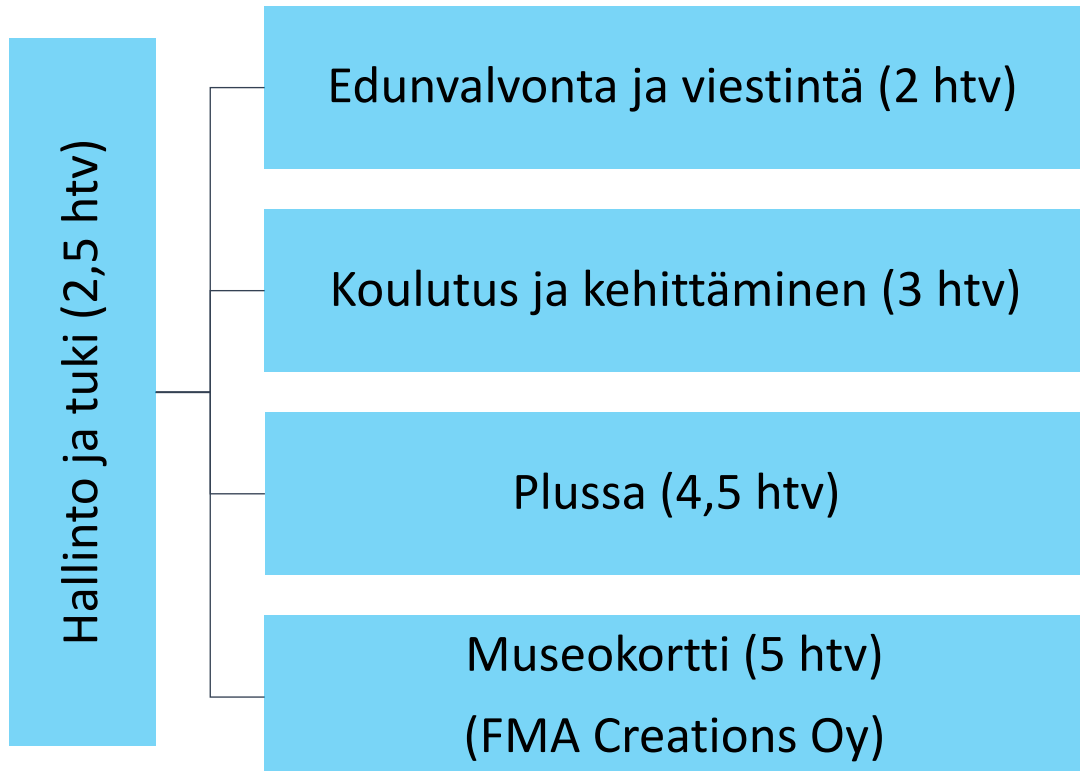 Hallinto ja tuki (2,5 htv)
Edunvalvonta ja viestintä (2 htv)
Koulutus ja kehittäminen (3 htv)
Plussa (4,5 htv)
Museokortti (5 htv)
(FMA Creations Oy)